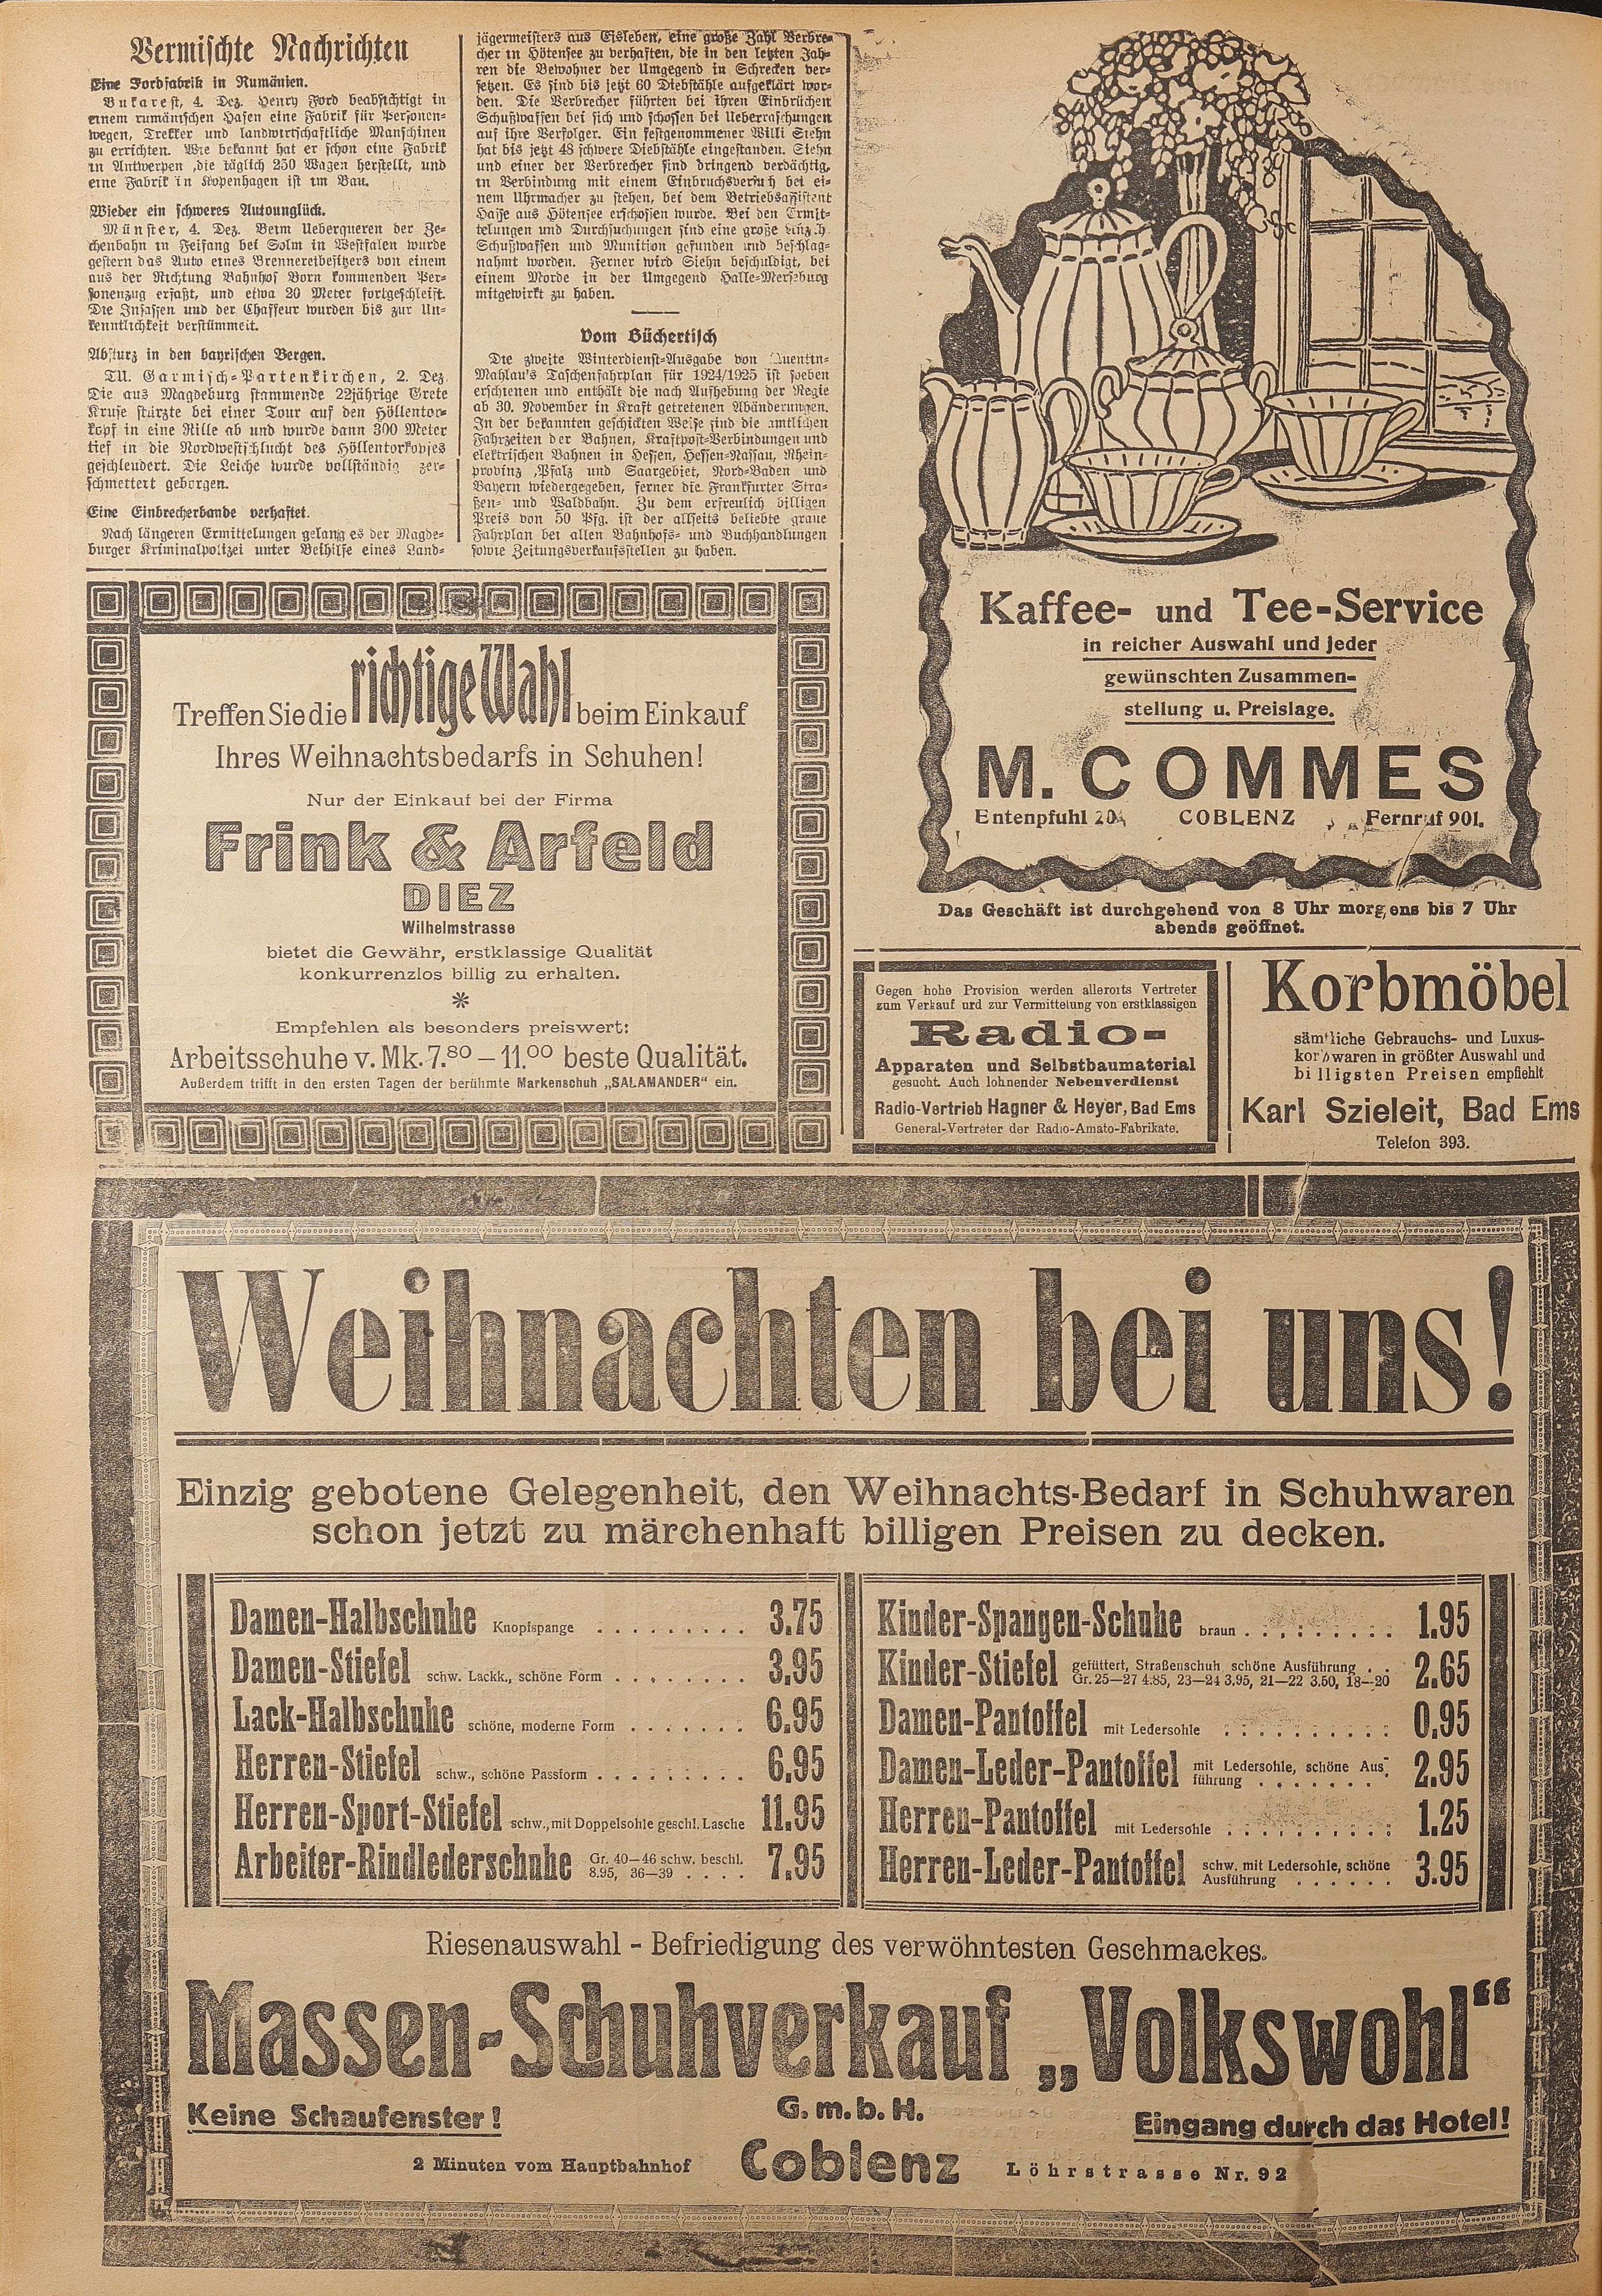 Vermischte Nachrichten
Eine Fordfabrik in Rumänien.
Bukarest, 4. Dez. Henry Ford beabsichtigt in
einem rumänischen Hafen eine Fabrik für Personen-
wegen, Trekker und landwirtschaftliche Manschinen
zu errichten. Wie bekannt hat er schon eine Fabrik
in Antwerpen ,die täglich 250 Wagen herstellt, und
eine Fabrik in Kopenhagen ist im Bau.
Wieder ein schweres Autounglück.
Münster, 4. Dez. Beim Ueberqueren der Ze-
chenbahn in Feisang bei Solm in Westfalen wurde
gestern das Auto eines Brennereibesitzers von einem
aus der Richtung Bahnhof Born kommenden Per-
sonenzug erfaßt, und etwa 20 Meter fortgeschleift.
Die Insassen und der Chaffeur wurden bis zur Un-
kenntlichkeit verstümmelt.
Absturz in den bayrischen Bergen.
TU. Garmisch-Partenkirchen, 2. Dez.
Die aus Magdeburg stammende 22jährige Grete
Kruse stürzte bei einer Tour auf den Höllentor-
kopf in eine Rille ab und wurde dann 300 Meter
tief in die Nordwestschlucht des Höllentorkopfes
geschleudert. Die Leiche wurde vollständig zer-
schmettert geborgen.
Eine Einbrecherbande verhaftet.
Nach längeren Ermittelungen gelang es der Magde-
burger Kriminalpolizei unter Beihilfe eines Land-
jägermeisters aus Eisleben, eine große Zahl Verbre-
cher in Hötensee zu verhaften, die in den letzten Jah-
ren die Bewohner der Umgegend in Schrecken ver-
setzen. Es sind bis jetzt 60 Diebstähle aufgeklärt wor-
den. Die Verbrecher führten bei ihren Einbrüchen
Schußwaffen bei sich und schossen bei Ueberraschungen
auf ihre Verfolger. Ein festgenommener Willi Siehn
hat bis jetzt 48 schwere Diebstähle eingestanden. Siehn
und einer der Verbrecher sind dringend verdächtig,
in Verbindung mit einem Einbruchsversuch bei ei-
nem Uhrmacher zu stehen, bei dem Betriebsassistent
Hasse aus Hötensee erschossen wurde. Bei den Ermit-
telungen und Durchsuchungen sind eine große Anzahl
Schußwaffen und Munition gefunden und beschlag-
nahmt worden. Ferner wird Siehn beschuldigt, bei
einem Morde in der Umgegend Halle-Merseburg
mitgewirkt zu haben.
Vom Büchertisch
Die zweite Winterdienst-Ausgabe von Quentin-
Mahlau's Taschenfahrplan für 1924/1925 ist soeben
erschienen und enthält die nach Aufhebung der Regie
ab 30. November in Kraft getretenen Abänderungen.
In der bekannten geschickten Weise sind die amtlichen
Fahrzeiten der Bahnen, Kraftpost-Verbindungen und
elektrischen Bahnen in Hessen, Hessen-Nassau, Rhein-
provinz ,Pfalz und Saargebiet, Nord-Baden und
Bayern wiedergegeben, ferner die Frankfurter Stra-
ßen- und Waldbahn. Zu dem erfreulich billigen
Preis von 50 Pfg. ist der allseits beliebte graue
Fahrplan bei allen Bahnhofs- und Buchhandlungen
sowie Zeitungsverkaufsstellen zu haben.
Treffen Sie die richtige Wahl beim Einkauf
Ihres Weihnachtsbedarfs in Schuhen!
Nur der Einkauf bei der Firma
Frink & Arfeld
DIEZ
Wilhelmstrasse
bietet die Gewähr, erstklassige Qualität
konkurrenzlos billig zu erhalten.
*
Empfehlen als besonders preiswert:
Arbeitsschuhe v. Mk. 7.80 – 11.00 beste Qualität.
Außerdem trifft in den ersten Tagen der berühmte Markenschuh „SALAMANDER" ein.
Kaffee- und Tee-Service
in reicher Auswahl und jeder
gewünschten Zusammen-
stellung u. Preislage.
M. COMMES
Entenpfuhl 20 COBLENZ Fernruf 901.
Das Geschäft ist durchgehend von 8 Uhr morgens bis 7 Uhr
abends geöffnet.
Gegen hohe Provision werden allerorts Vertreter
zum Verkauf und zur Vermittelung von erstklassigen
Radio-
Apparaten und Selbstbaumaterial
gesucht. Auch lohnender Nebenverdienst
Radio-Vertrieb Hagner & Heyer, Bad Ems
General-Vertreter der Radio-Amato-Fabrikate.
Korbmöbel
sämtliche Gebrauchs- und Luxus-
korbwaren in größter Auswahl und
billigsten Preisen empfiehlt
Karl Szieleit, Bad Ems
Telefon 393.
Weihnachten bei uns!
Einzig gebotene Gelegenheit, den Weihnachts-Bedarf in Schuhwaren
schon jetzt zu märchenhaft billigen Preisen zu decken.
Damen-Halbschuhe Knopfspange . . . . . . . . . 3.75
Damen-Stiefel schw. Lackk., schöne Form . . . . . . . . 3.95
Lack-Halbschuhe schöne, moderne Form . . . . . . . 6.95
Herren-Stiefel schw., schöne Passform . . . . . . . . . 6.95
Herren-Sport-Stiefel schw., mit Doppelsohle geschl. Lasche 11.95
Arbeiter-Rindlederschuhe Gr. 40—46 schw. beschl. 7.95
8.95, 36—39 . . . .
Kinder-Spangen-Schuhe braun . . . . . . . . . 1.95
Kinder-Stiefel gefüttert, Straßenschuh schöne Ausführung . . 2.65
Gr. 25—27 4.85, 23—24 3.95, 21—22 3.50, 18—20
Damen-Pantoffel mit Ledersohle . . . . . . . . . . 0.95
Damen-Leder-Pantoffel mit Ledersohle, schöne Aus- 2.95
führung . . . . . . .
Herren-Pantoffel mit Ledersohle . . . . . . . . . . 1.25
Herren-Leder-Pantoffel schw. mit Ledersohle, schöne 3.95
Ausführung . . . . . .
Riesenauswahl - Befriedigung des verwöhntesten Geschmackes.
Massen-Schuhverkauf „Volkswohl“
Keine Schaufenster! G. m. b. H. Eingang durch das Hotel!
2 Minuten vom Hauptbahnhof Coblenz Löhrstrasse Nr. 92